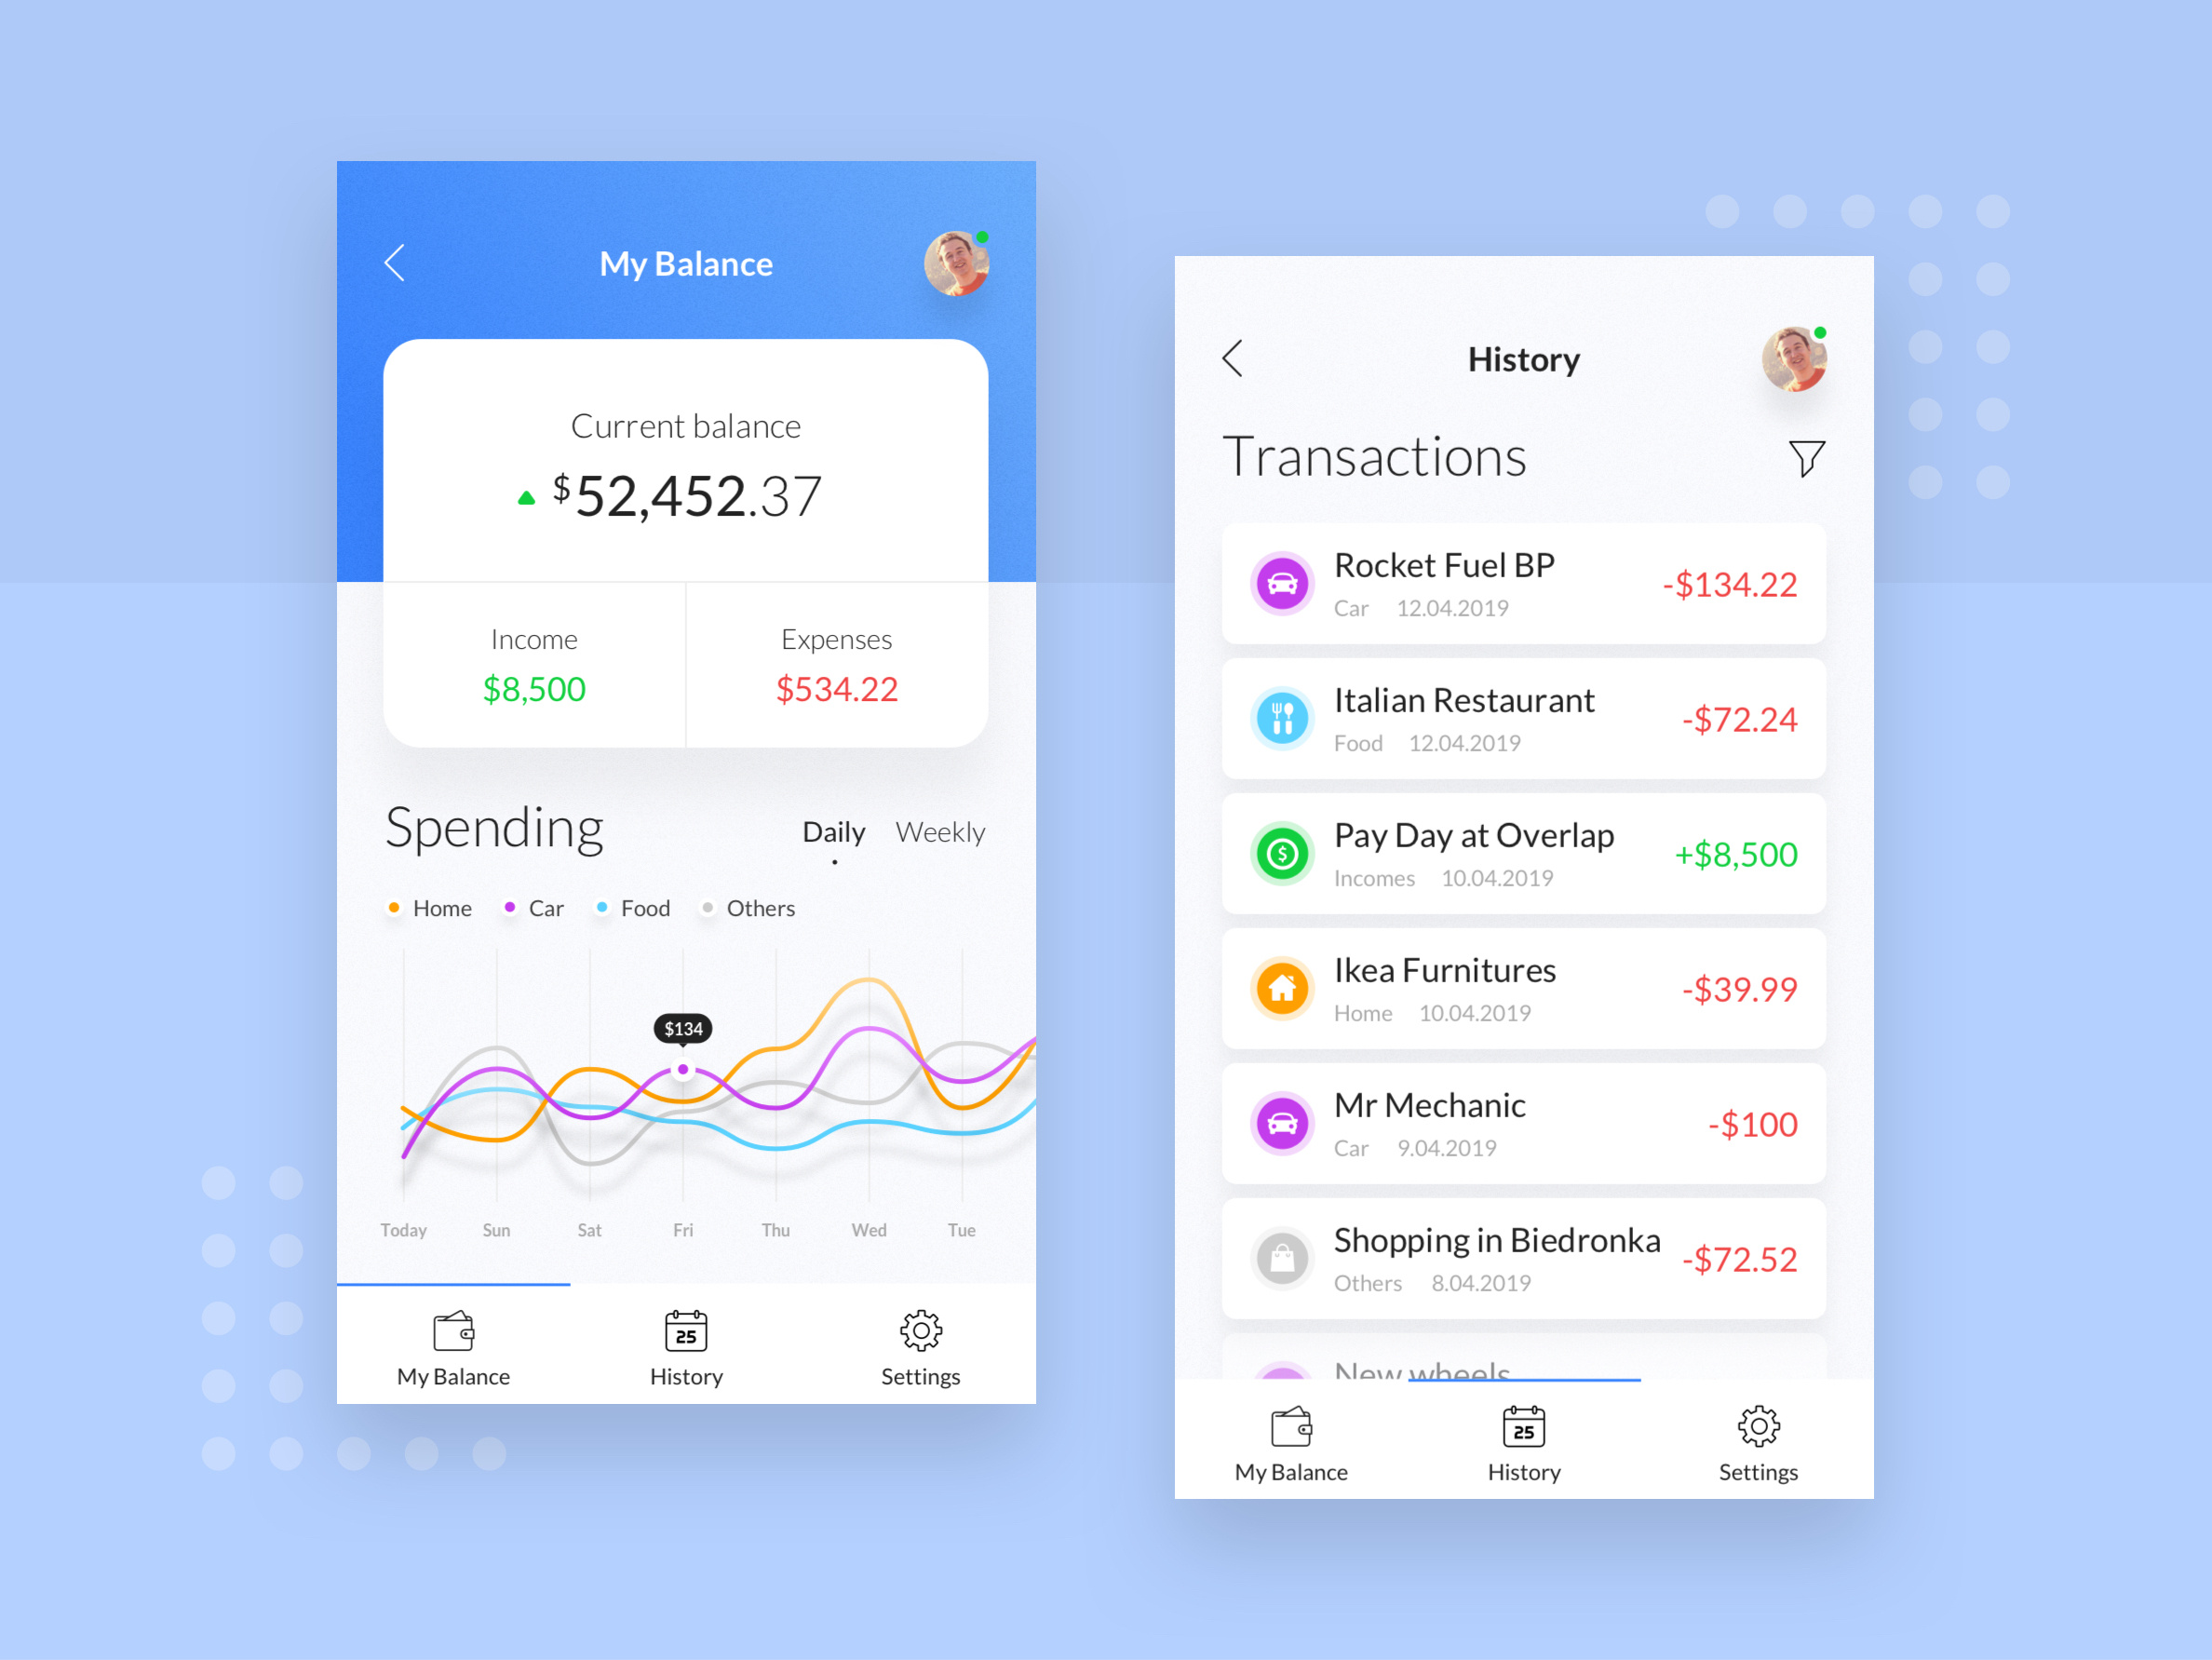 My Balance
Current balance
$52,452.37
Income Expenses
$8,500 $534.22
Spending Daily Weekly
Home Car Food Others
$134
Today Sun Sat Fri Thu Wed Tue
25
My Balance History Settings
History
Transactions
Rocket Fuel BP -$134.22
Car 12.04.2019
Italian Restaurant -$72.24
Food 12.04.2019
Pay Day at Overlap +$8,500
Incomes 10.04.2019
Ikea Furnitures -$39.99
Home 10.04.2019
Mr Mechanic -$100
Car 9.04.2019
Shopping in Biedronka -$72.52
Others 8.04.2019
New wheels
25
My Balance History Settings